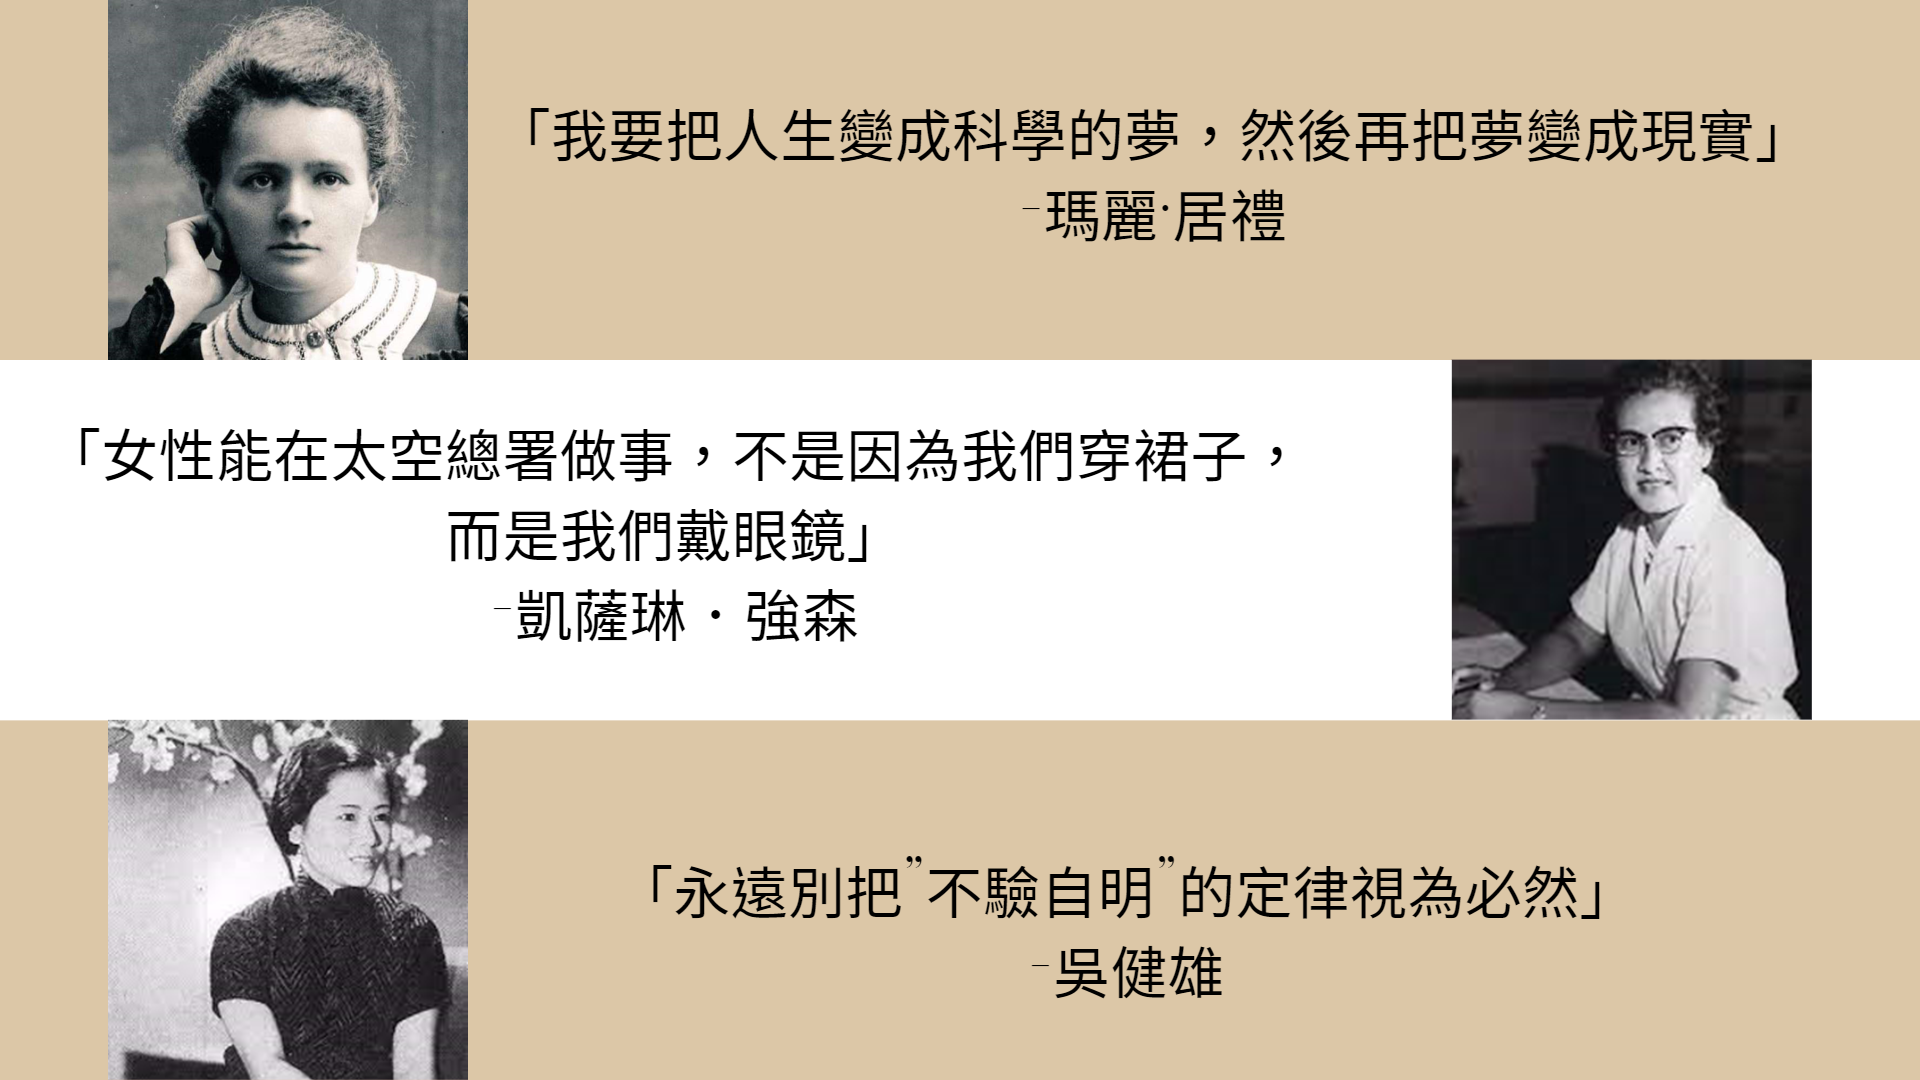 「我要把人生變成科學的夢，然後再把夢變成現實」
-瑪麗·居禮
「女性能在太空總署做事，不是因為我們穿裙子，
而是我們戴眼鏡」
-凱薩琳．強森
「永遠別把”不驗自明”的定律視為必然」
-吳健雄